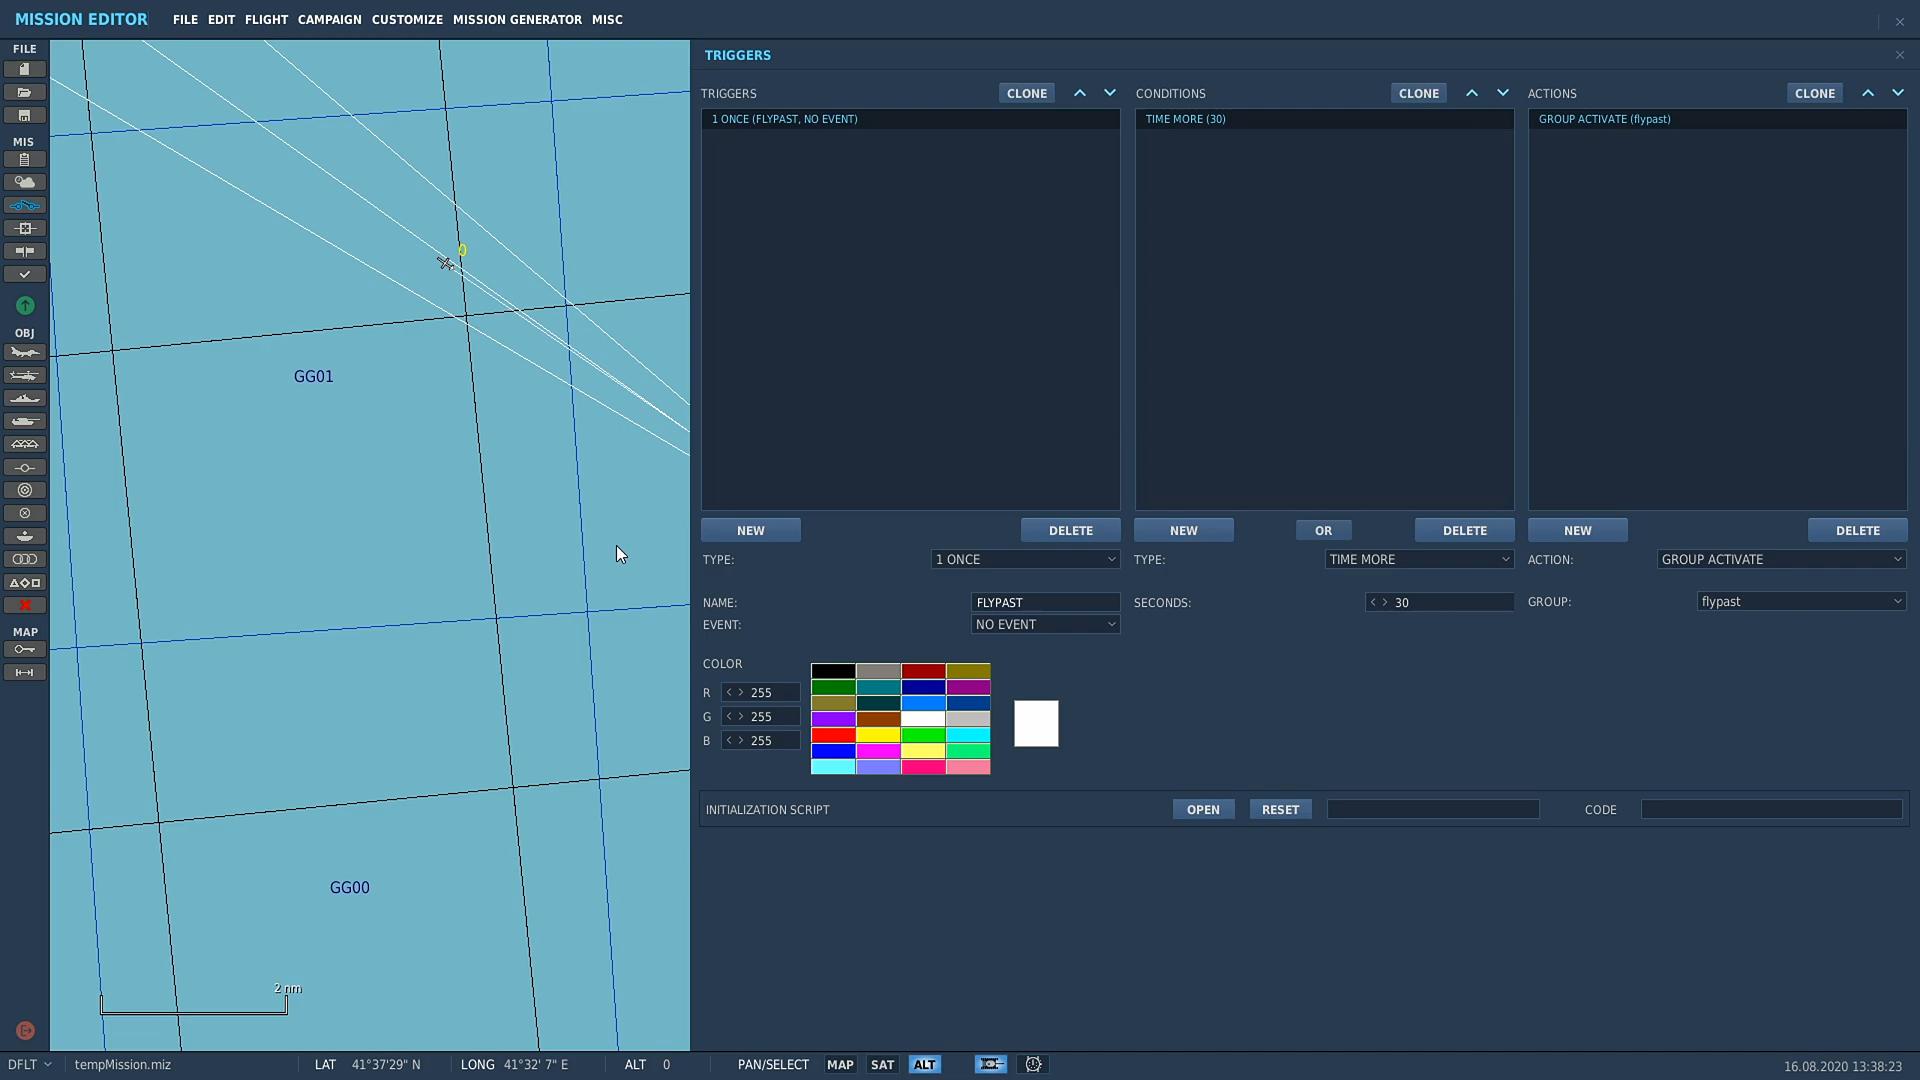 MISSION EDITOR FILE EDIT FLIGHT CAMPAIGN CUSTOMIZE MISSION GENERATOR MISC
FILE
MIS
OBJ
MAP
0
GG01
GG00
2 nm
TRIGGERS
TRIGGERS CLONE CONDITIONS CLONE ACTIONS CLONE
1 ONCE (FLYPAST, NO EVENT) TIME MORE (30) GROUP ACTIVATE (flypast)
NEW DELETE NEW OR DELETE NEW DELETE
TYPE: 1 ONCE TYPE: TIME MORE ACTION: GROUP ACTIVATE
NAME: FLYPAST SECONDS: 30 GROUP: flypast
EVENT: NO EVENT
COLOR
R 255
G 255
B 255
INITIALIZATION SCRIPT OPEN RESET CODE
DFLT tempMission.miz LAT 41°37'29" N LONG 41°32' 7" E ALT 0 PAN/SELECT MAP SAT ALT 16.08.2020 13:38:23